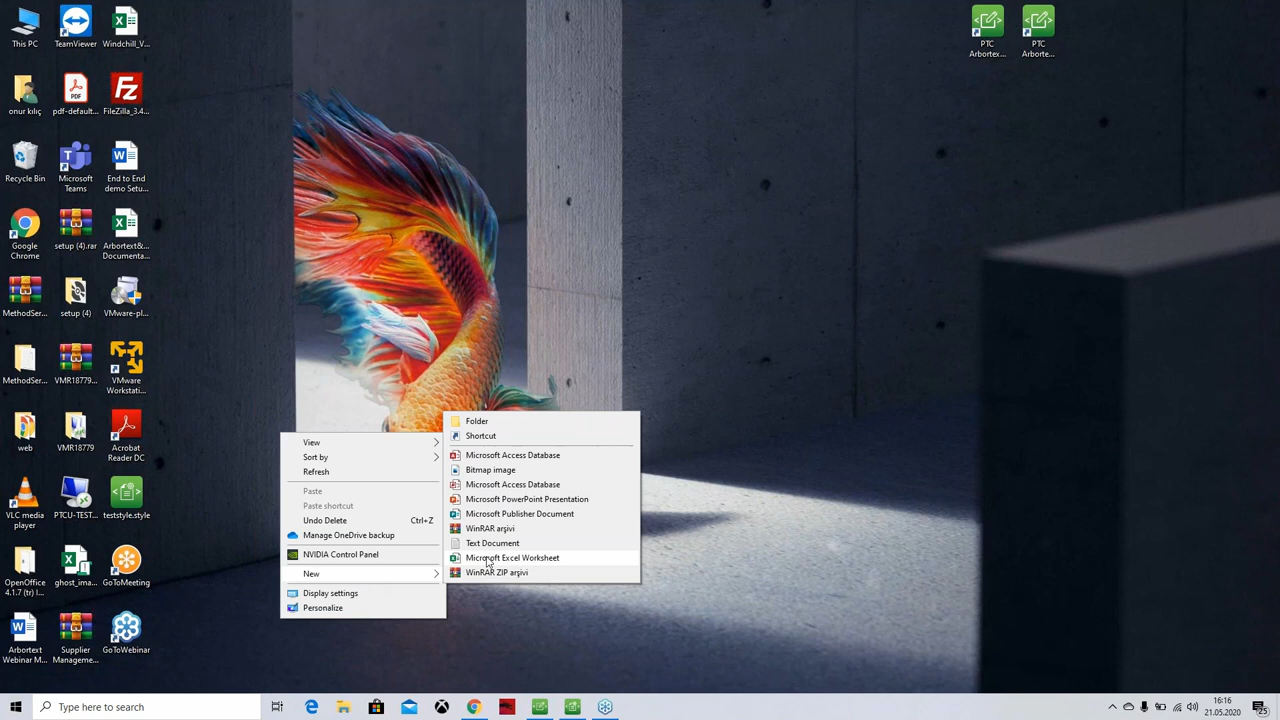 This PC
TeamViewer
Windchill_V...
onur kılıç
pdf-default...
FileZilla_3.4...
Recycle Bin
Microsoft
Teams
End to End
demo Setu...
Google
Chrome
setup (4).rar
Arbortext&...
Documenta...
MethodSer...
setup (4)
VMware-pl...
MethodSer...
VMR18779...
VMware
Workstati...
web
VMR18779
Acrobat
Reader DC
VLC media
player
PTCU-TEST...
teststyle.style
OpenOffice
4.1.7 (tr) I...
ghost_ima...
GoToMeeting
Arbortext
Webinar M...
Supplier
Manageme...
GoToWebinar
PTC
Arbortex...
PTC
Arborte...
View
Sort by
Refresh
Paste
Paste shortcut
Undo Delete Ctrl+Z
Manage OneDrive backup
NVIDIA Control Panel
New
Display settings
Personalize
Folder
Shortcut
Microsoft Access Database
Bitmap image
Microsoft Access Database
Microsoft PowerPoint Presentation
Microsoft Publisher Document
WinRAR arşivi
Text Document
Microsoft Excel Worksheet
WinRAR ZIP arşivi
Type here to search
16:16
21.05.2020